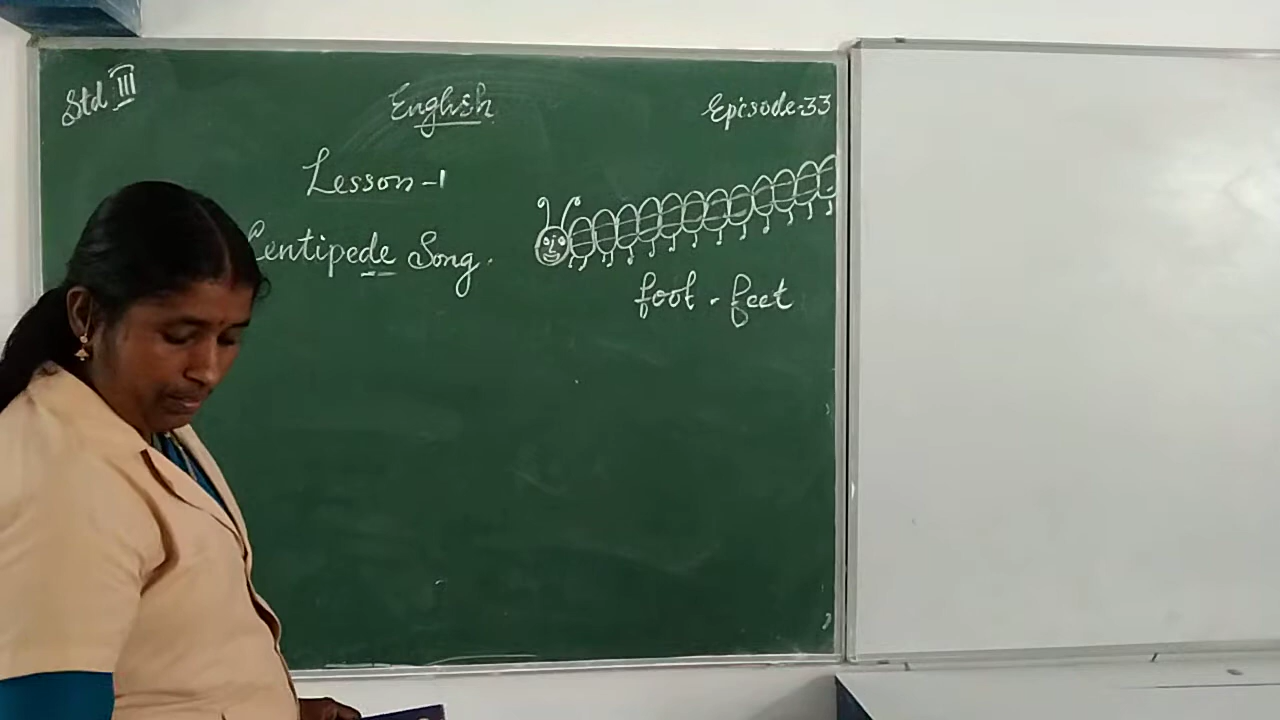 Std III
English
Episode-33
Lesson-1
Centipede Song.
foot - feet